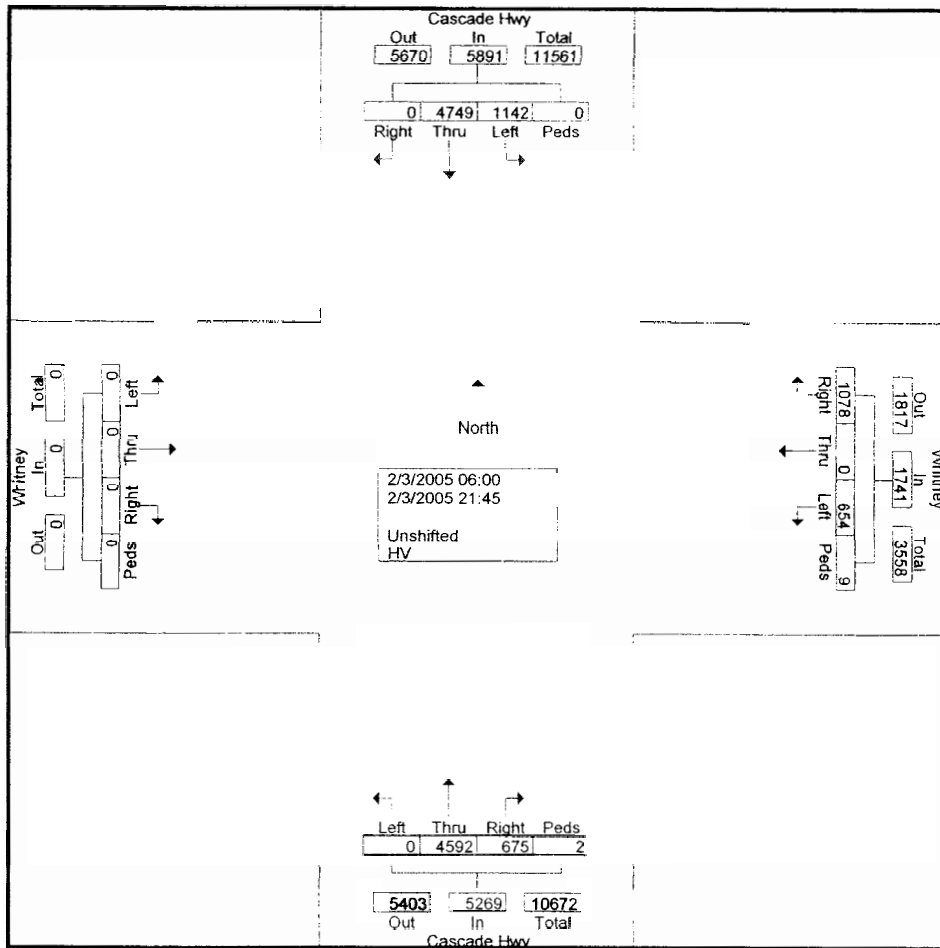 Cascade Hwy
Out In Total
5670 5891 11561
0 4749 1142 0
Right Thru Left Peds
Whitney
Total In Out
0 0 0
0 0 0 0
Left Thru Right Peds
North
2/3/2005 06:00
2/3/2005 21:45
Unshifted
HV
Right Thru Left Peds
1078 0 654 9
Out In Total
1817 1741 3558
Whitney
Left Thru Right Peds
0 4592 675 2
5403 5269 10672
Out In Total
Cascade Hwy